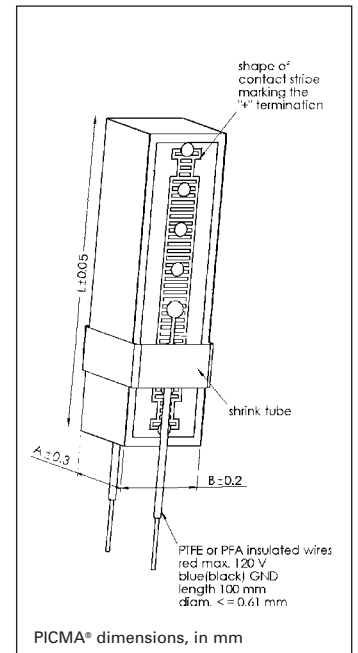 shape of
contact stripe
marking the
"+" termination
L±0.05
shrink tube
A±0.3
B±0.2
PTFE or PFA insulated wires
red max. 120 V
blue(black) GND
length 100 mm
diam. <=0.61 mm
PICMA® dimensions, in mm